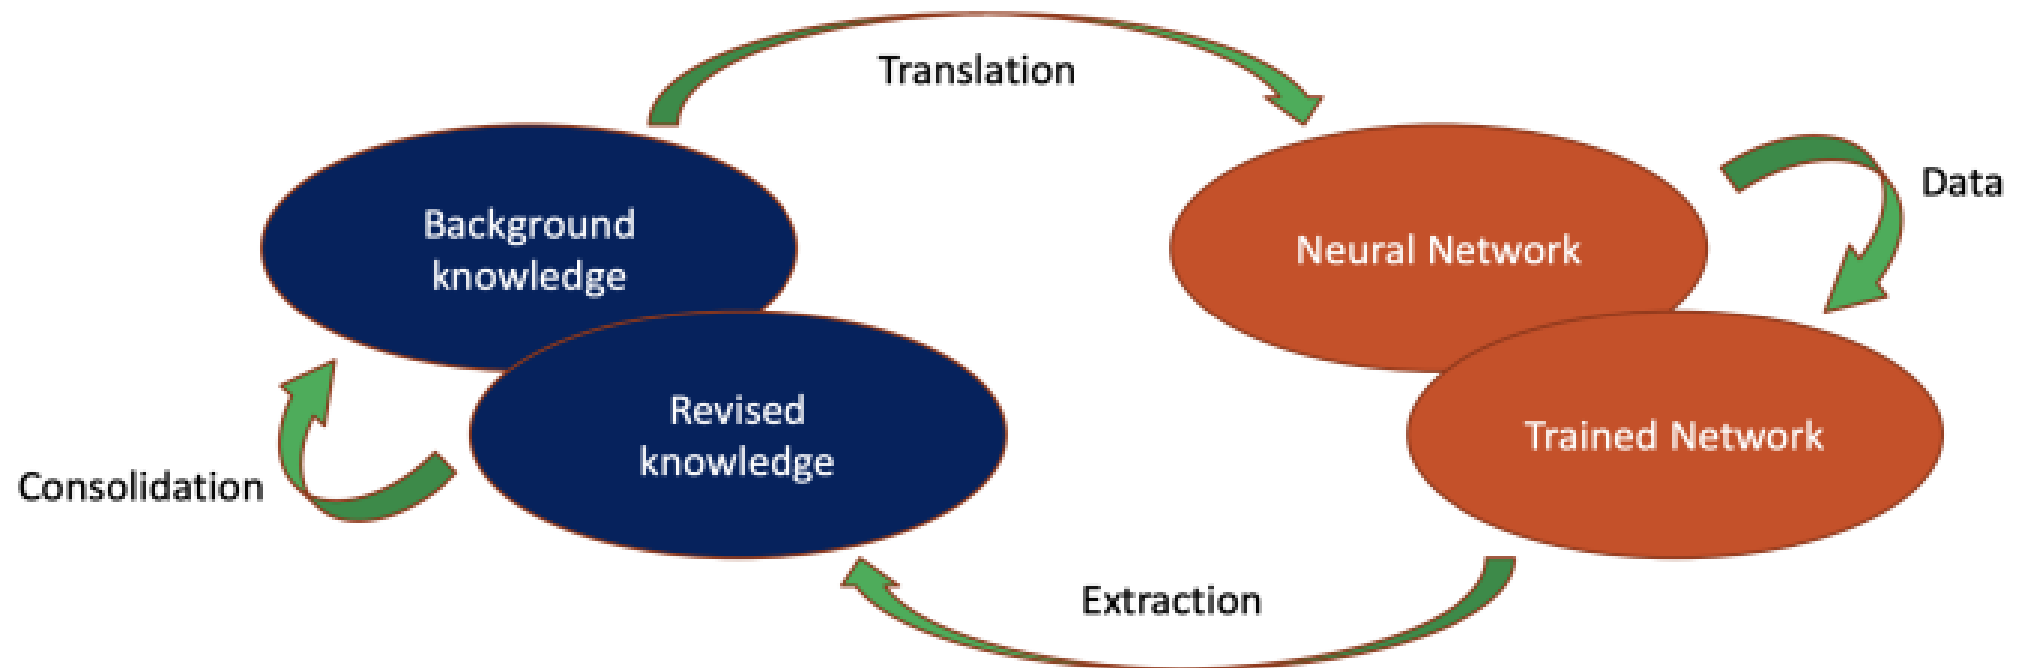 Translation
Data
Background
knowledge
Neural Network
Revised
knowledge
Trained Network
Consolidation
Extraction